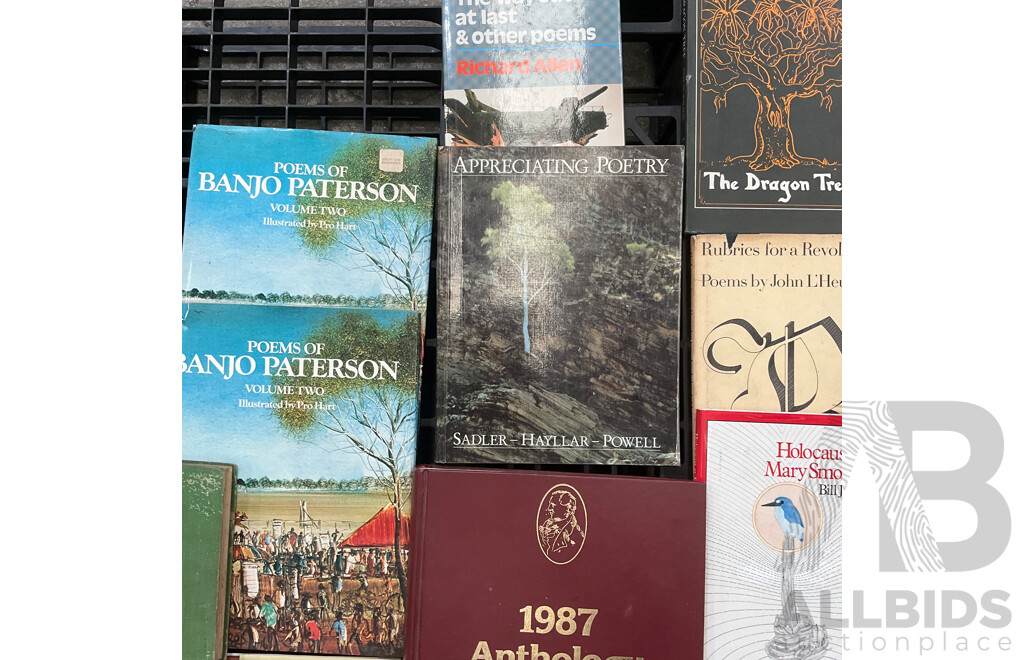 at last
& other poems
Richard Allen
POEMS OF
BANJO PATERSON
VOLUME TWO
Illustrated by Pro Hart
POEMS OF
BANJO PATERSON
VOLUME TWO
Illustrated by Pro Hart
APPRECIATING POETRY
SADLER – HAYLLAR – POWELL
1987
Anthology
The Dragon Tre
Rubrics for a Revol
Poems by John L'Heu
Holocaus
Mary Smo
Bill J
AB
ALLBIDS
auctionplace